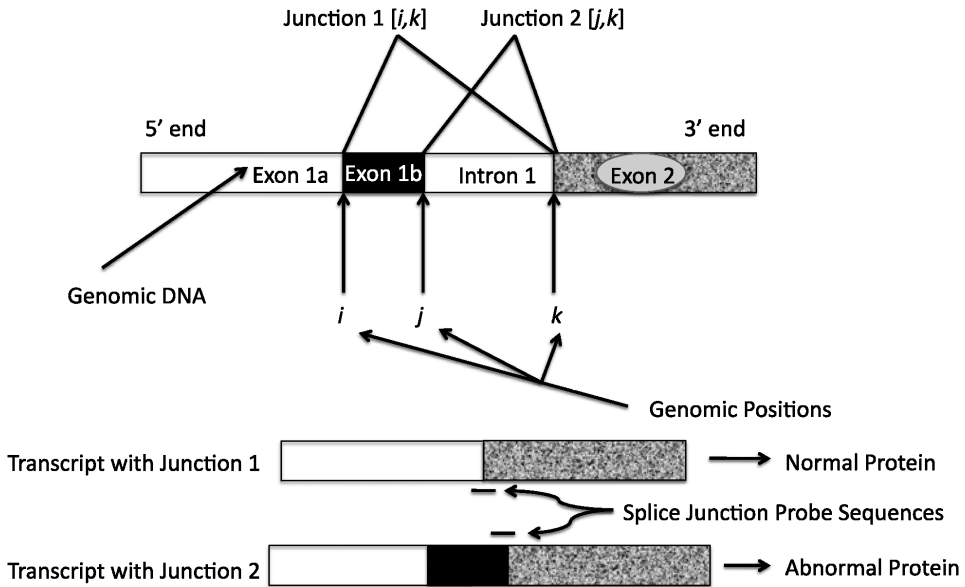 Junction 1 [i,k] Junction 2 [j,k]
5’ end 3’ end
Exon 1a Exon 1b Intron 1 Exon 2
Genomic DNA
i j k
Genomic Positions
Transcript with Junction 1 Normal Protein
Splice Junction Probe Sequences
Transcript with Junction 2 Abnormal Protein